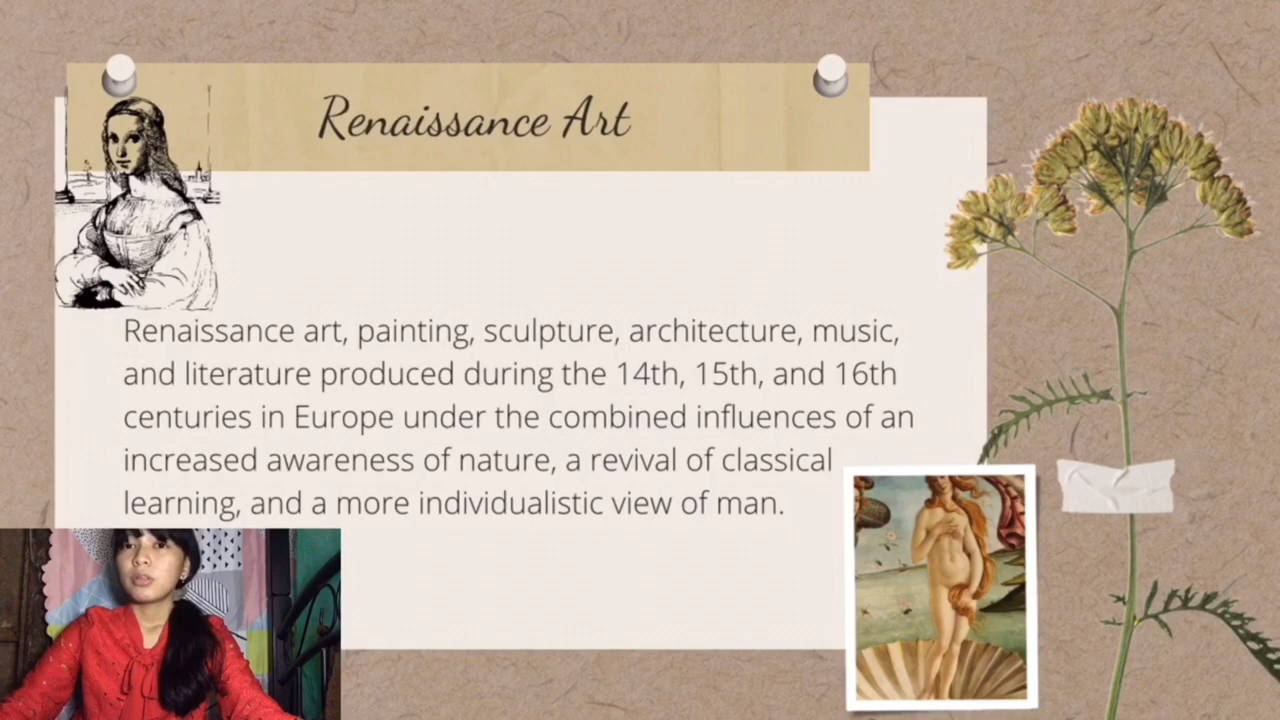 Renaissance Art
Renaissance art, painting, sculpture, architecture, music,
and literature produced during the 14th, 15th, and 16th
centuries in Europe under the combined influences of an
increased awareness of nature, a revival of classical
learning, and a more individualistic view of man.